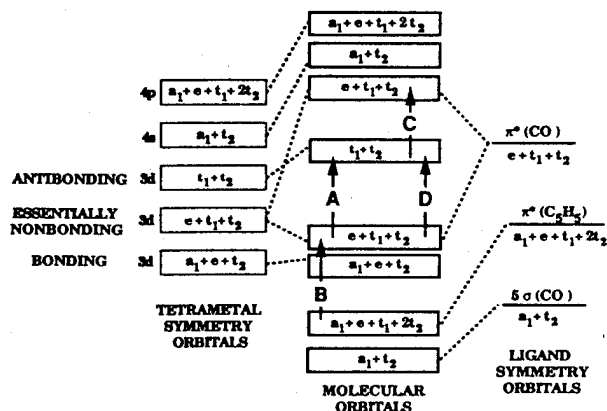 a₁+e+t₁+2t₂
a₁+t₂
e+t₁+t₂
4p a₁+e+t₁+2t₂
C
4s a₁+t₂
π* (CO)
e+t₁+t₂
t₁+t₂
ANTIBONDING 3d t₁+t₂
A
D
ESSENTIALLY
NONBONDING 3d e+t₁+t₂
π* (C₅H₅)
a₁+e+t₁+2t₂
e+t₁+t₂
BONDING 3d a₁+e+t₂
a₁+e+t₂
B
5σ (CO)
a₁+t₂
TETRAMETAL
SYMMETRY
ORBITALS
a₁+e+t₁+2t₂
a₁+t₂
LIGAND
SYMMETRY
ORBITALS
MOLECULAR
ORBITALS